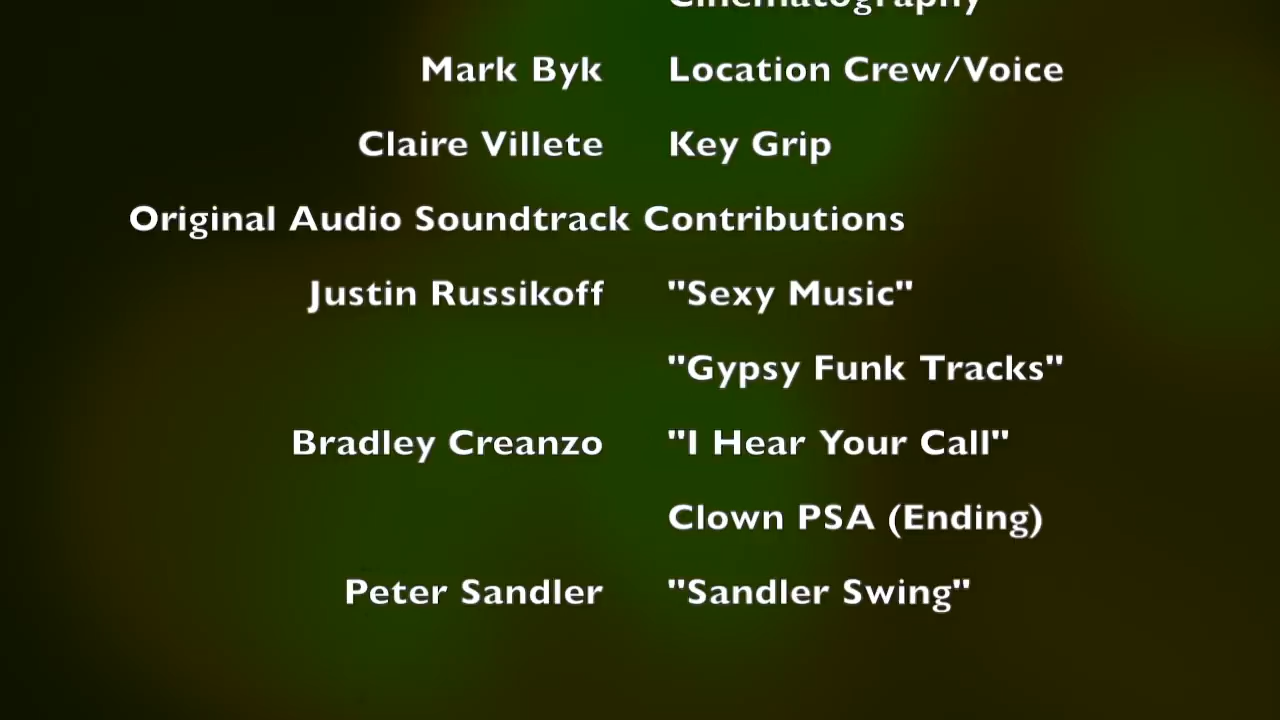 Cinematography
Mark Byk Location Crew/Voice
Claire Villete Key Grip
Original Audio Soundtrack Contributions
Justin Russikoff "Sexy Music"
"Gypsy Funk Tracks"
Bradley Creanzo "I Hear Your Call"
Clown PSA (Ending)
Peter Sandler "Sandler Swing"